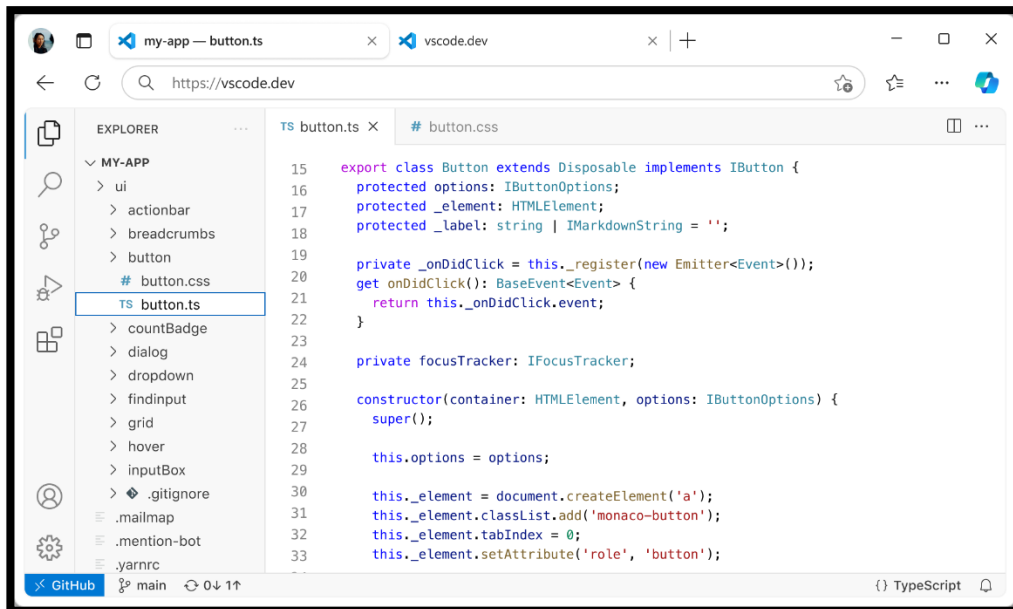 my-app — button.ts
vscode.dev
https://vscode.dev
EXPLORER
MY-APP
ui
actionbar
breadcrumbs
button
# button.css
TS button.ts
countBadge
dialog
dropdown
findinput
grid
hover
inputBox
.gitignore
.mailmap
.mention-bot
.yarnrc
TS button.ts
# button.css
15 export class Button extends Disposable implements IButton {
16 protected options: IButtonOptions;
17 protected _element: HTMLElement;
18 protected _label: string | IMarkdownString = '';
19
20 private _onDidClick = this._register(new Emitter<Event>());
21 get onDidClick(): BaseEvent<Event> {
22 return this._onDidClick.event;
23 }
24 private focusTracker: IFocusTracker;
25
26 constructor(container: HTMLElement, options: IButtonOptions) {
27 super();
28
29 this.options = options;
30 this._element = document.createElement('a');
31 this._element.classList.add('monaco-button');
32 this._element.tabIndex = 0;
33 this._element.setAttribute('role', 'button');
GitHub
main
0↓ 1↑
{} TypeScript